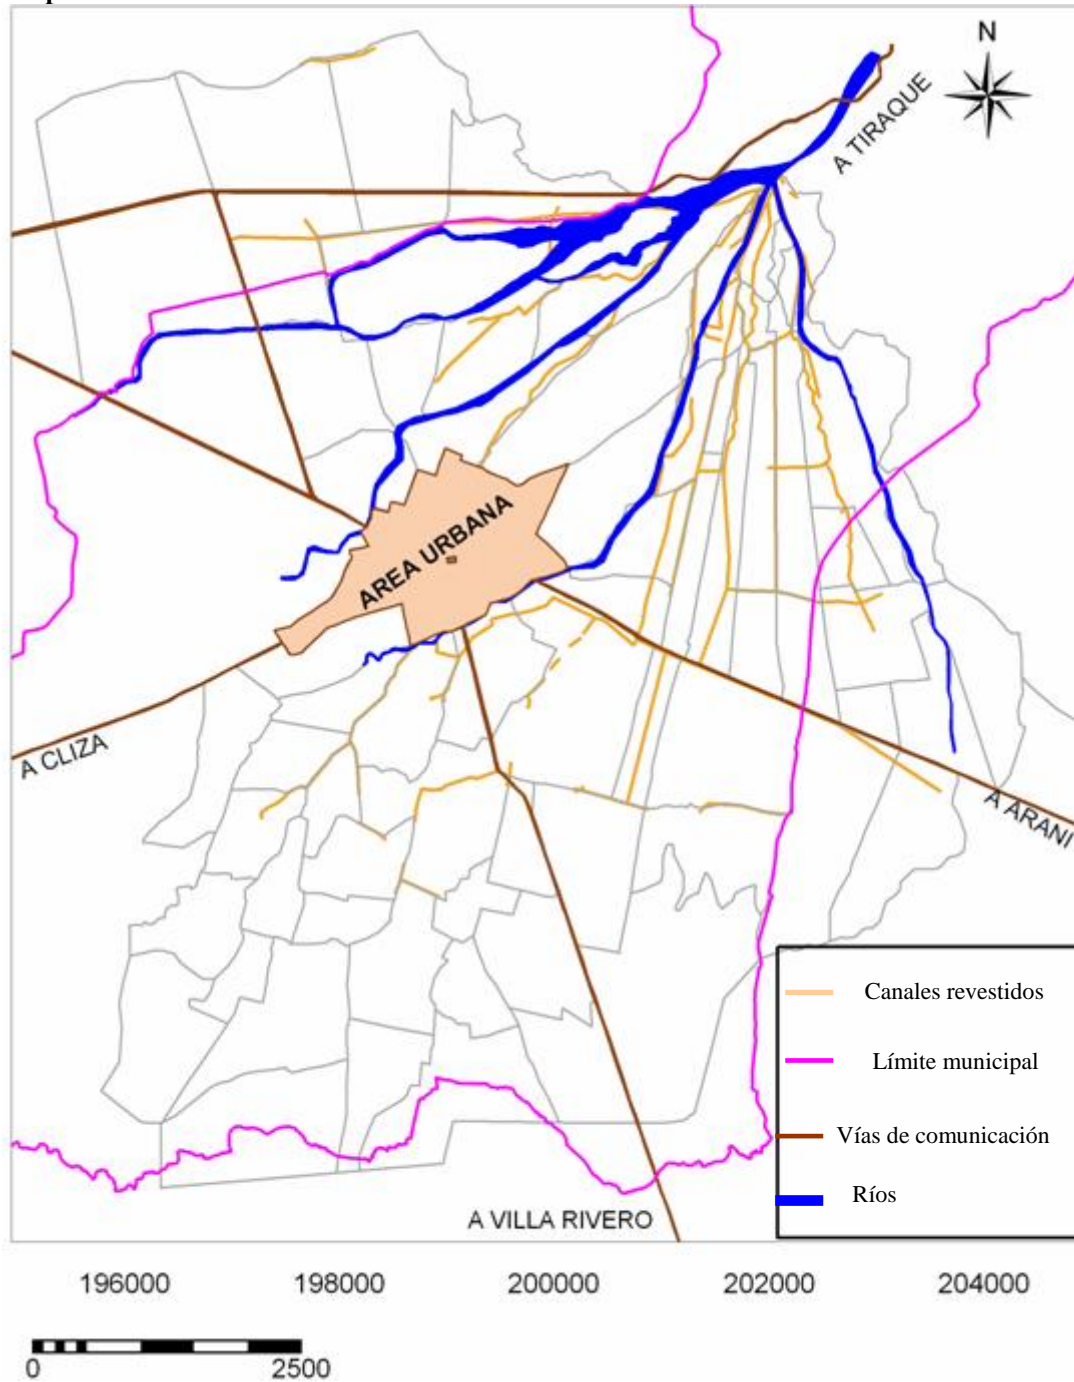 N
A TIRAQUE
AREA URBANA
A CLIZA
A ARANI
Canales revestidos
Límite municipal
Vías de comunicación
Ríos
A VILLA RIVERO
196000 198000 200000 202000 204000
0 2500